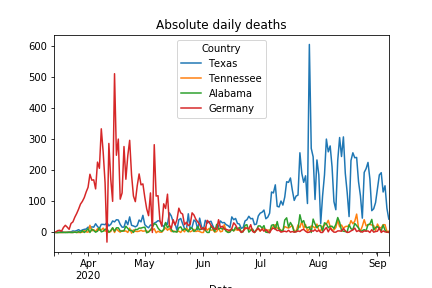 Absolute daily deaths
Country
Texas
Tennessee
Alabama
Germany
600
500
400
300
200
100
0
Apr
May
Jun
Jul
Aug
Sep
2020